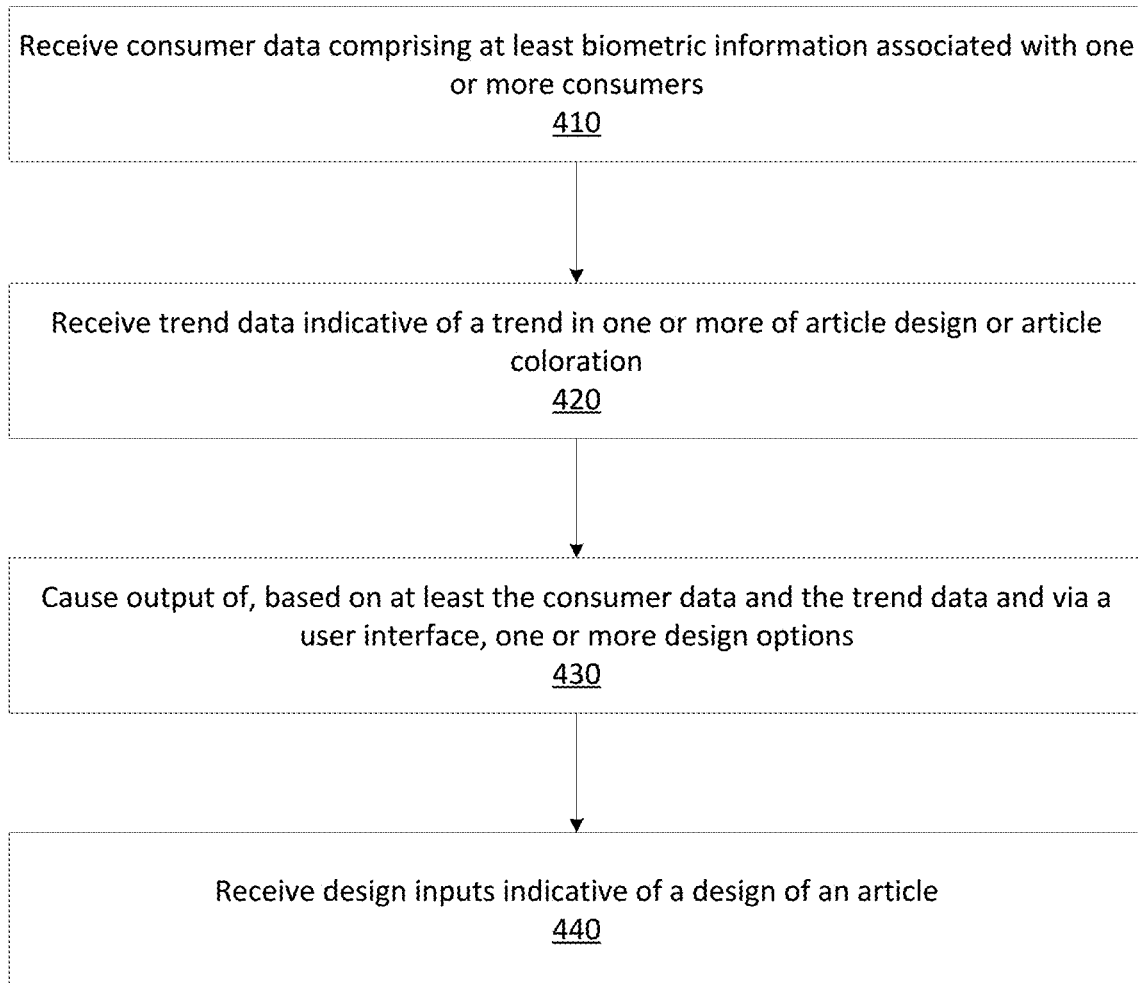 Receive consumer data comprising at least biometric information associated with one
or more consumers
410
Receive trend data indicative of a trend in one or more of article design or article
coloration
420
Cause output of, based on at least the consumer data and the trend data and via a
user interface, one or more design options
430
Receive design inputs indicative of a design of an article
440